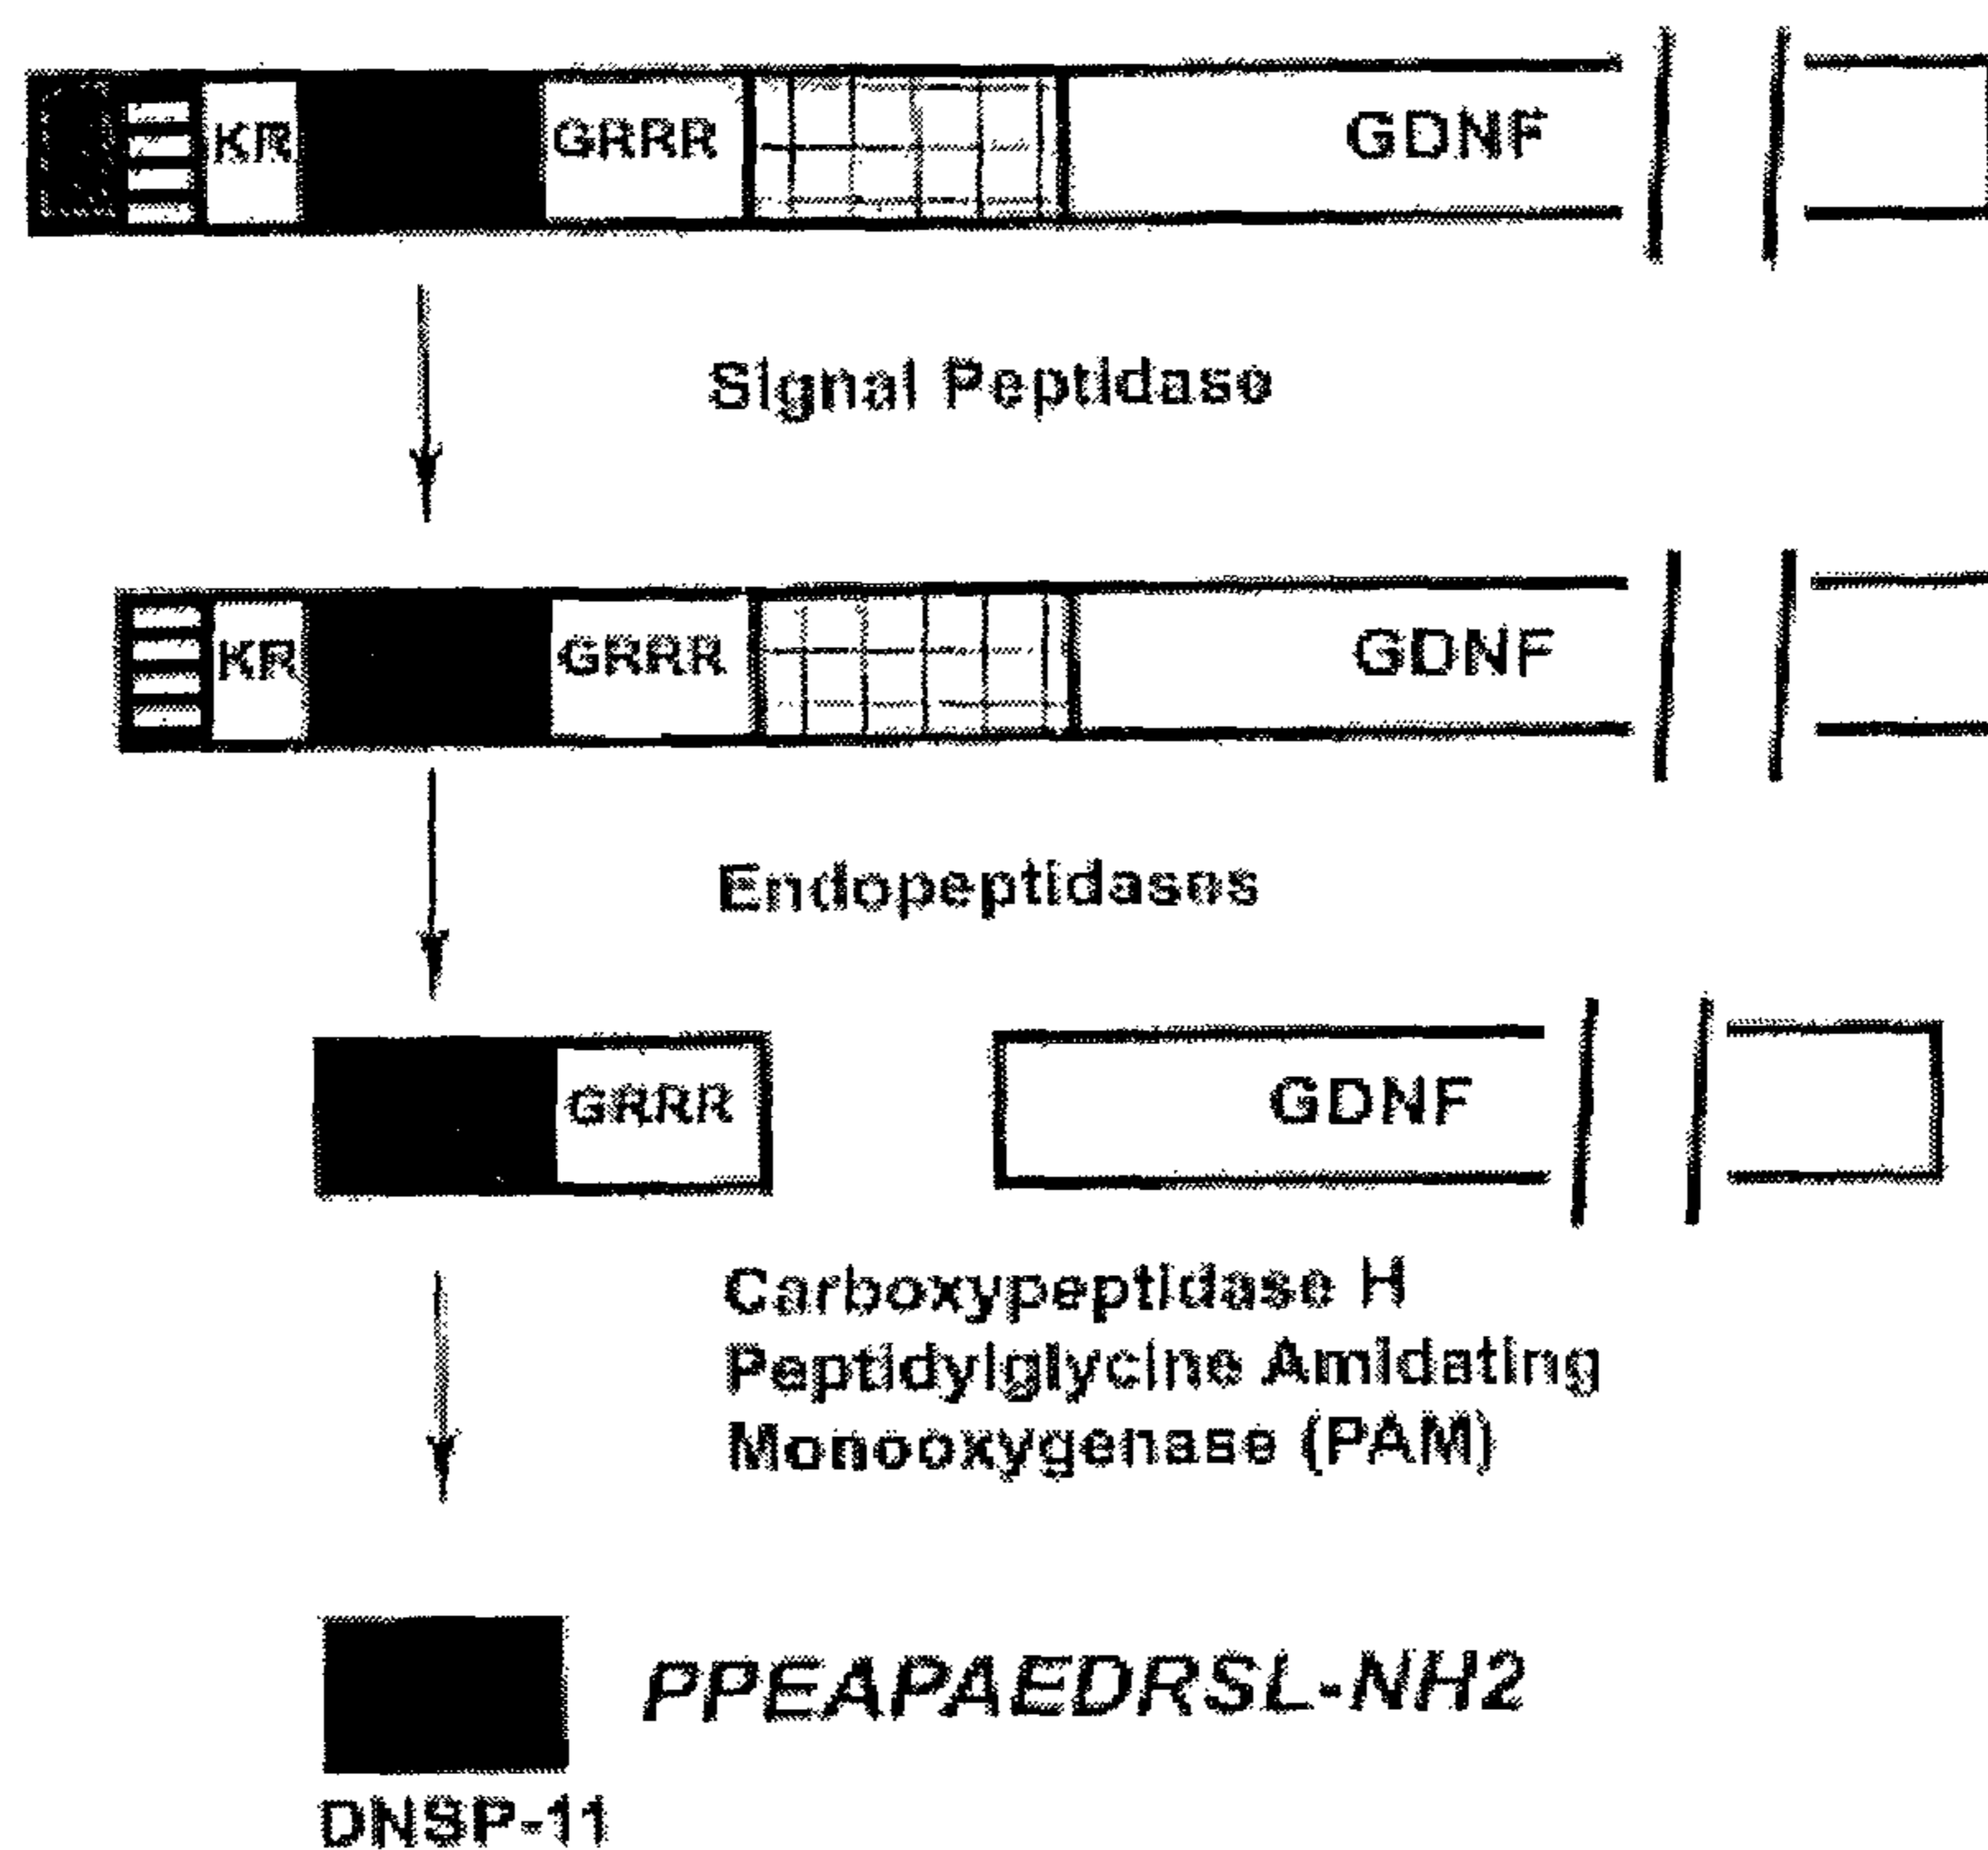 KR GRRR GDNF
Signal Peptidase
KR GRRR GDNF
Endopeptidases
GRRR GDNF
Carboxypeptidase H
Peptidylglycine Amidating
Monooxygenase (PAM)
PPEAPAEDRSL-NH2
DNSP-11